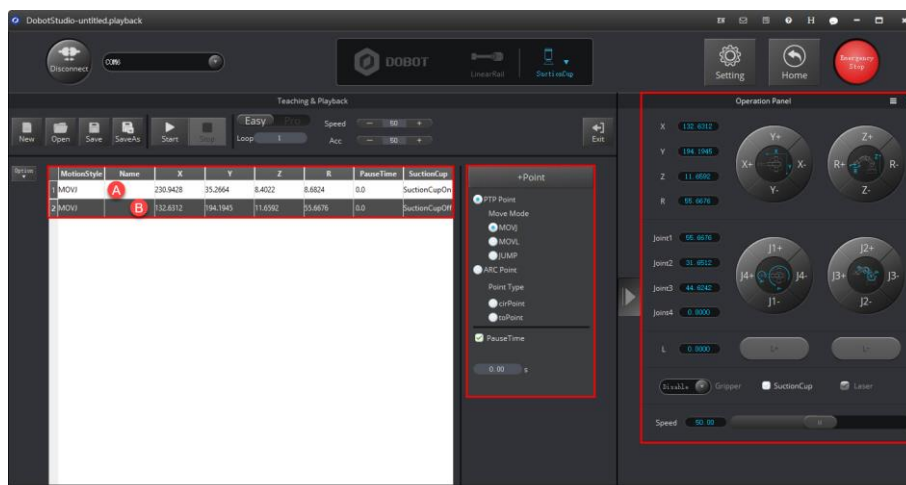 DobotStudio-untitled.playback
Disconnect
COM6
DOBOT
LinearRail
SuctionCup
Setting
Home
Emergency
Stop
Teaching & Playback
New
Open
Save
SaveAs
Start
Stop
Easy
Pro
Loop
1
Speed
— 50 +
Acc
— 50 +
Exit
Option
MotionStyle Name X Y Z R PauseTime SuctionCup
1 MOVJ A 230.9428 35.2664 8.4022 8.6824 0.0 SuctionCupOn
2 MOVJ B 132.6312 194.1945 11.6592 55.6676 0.0 SuctionCupOff
+Point
PTP Point
Move Mode
MOVJ
MOVL
JUMP
ARC Point
Point Type
cirPoint
toPoint
PauseTime
0.00 s
Operation Panel
X 132.6312
Y 194.1945
Z 11.6592
R 55.6676
Y+
X+
X-
Y-
Z+
R+
R-
Z-
Joint1 55.6676
Joint2 31.6512
Joint3 44.6242
Joint4 0.0000
J1+
J4+
J4-
J1-
J2+
J3+
J3-
J2-
L 0.0000
L+
L-
Disable
Gripper
SuctionCup
Laser
Speed 50.00